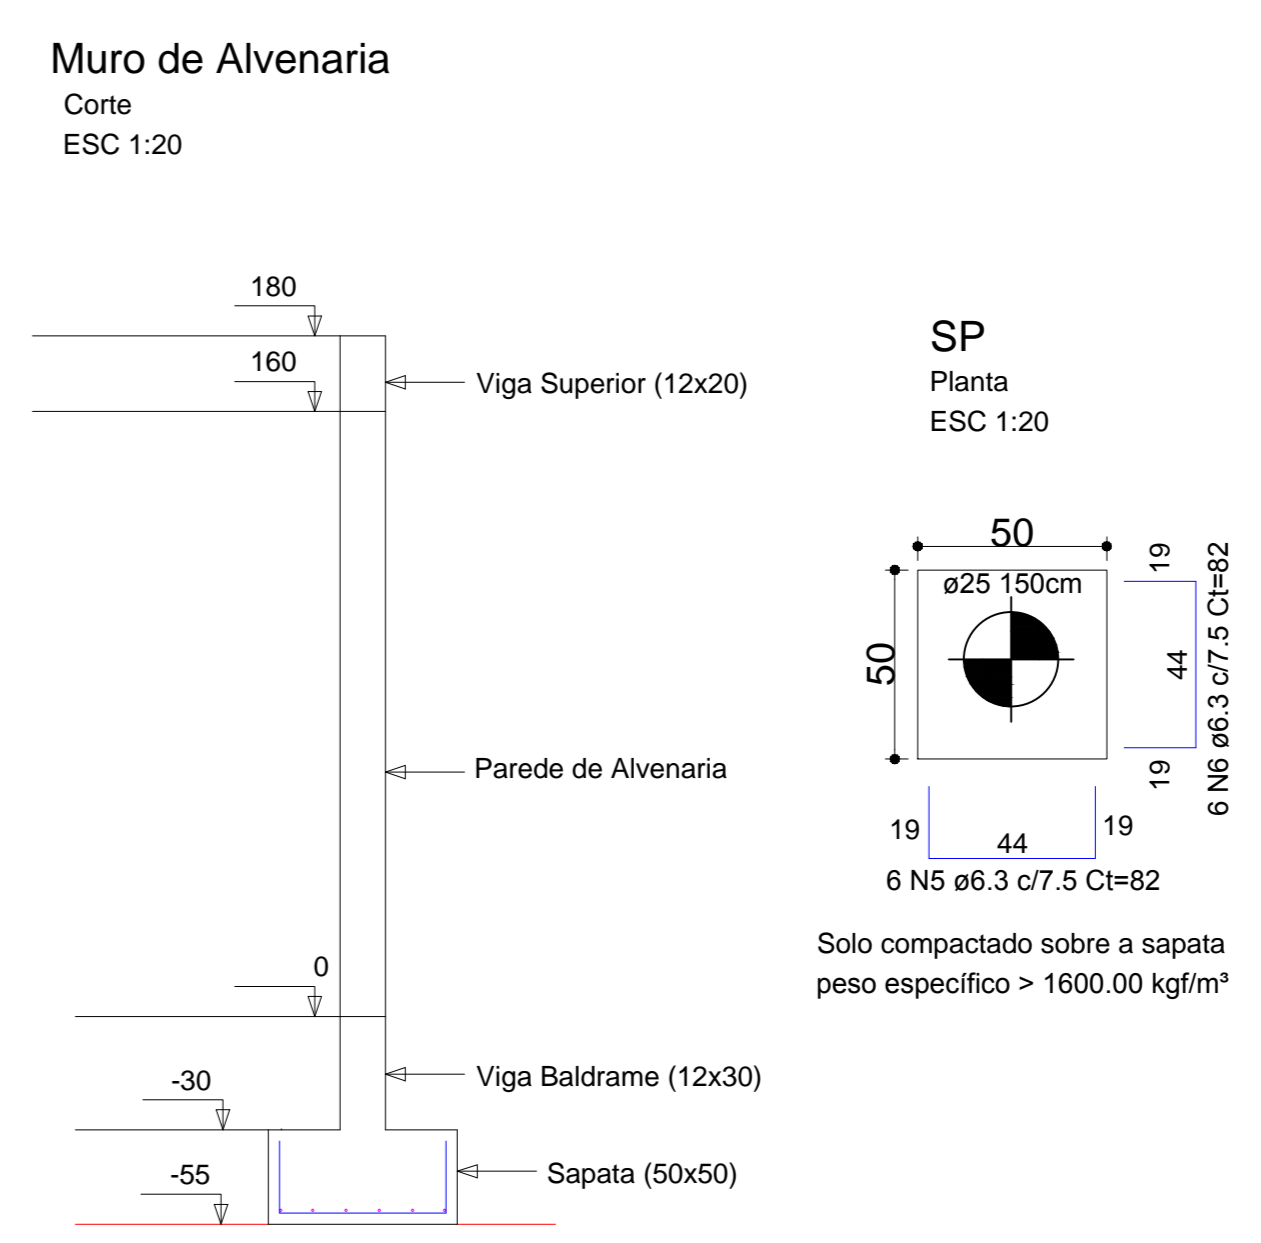 Muro de Alvenaria
Corte
ESC 1:20
180
160
Viga Superior (12x20)
Parede de Alvenaria
0
Viga Baldrame (12x30)
-30
-55
Sapata (50x50)
SP
Planta
ESC 1:20
50
ø25 150cm
50
19
44
19
6 N6 ø6.3 c/7.5 Ct=82
19
44
19
6 N5 ø6.3 c/7.5 Ct=82
Solo compactado sobre a sapata
peso específico > 1600.00 kgf/m³